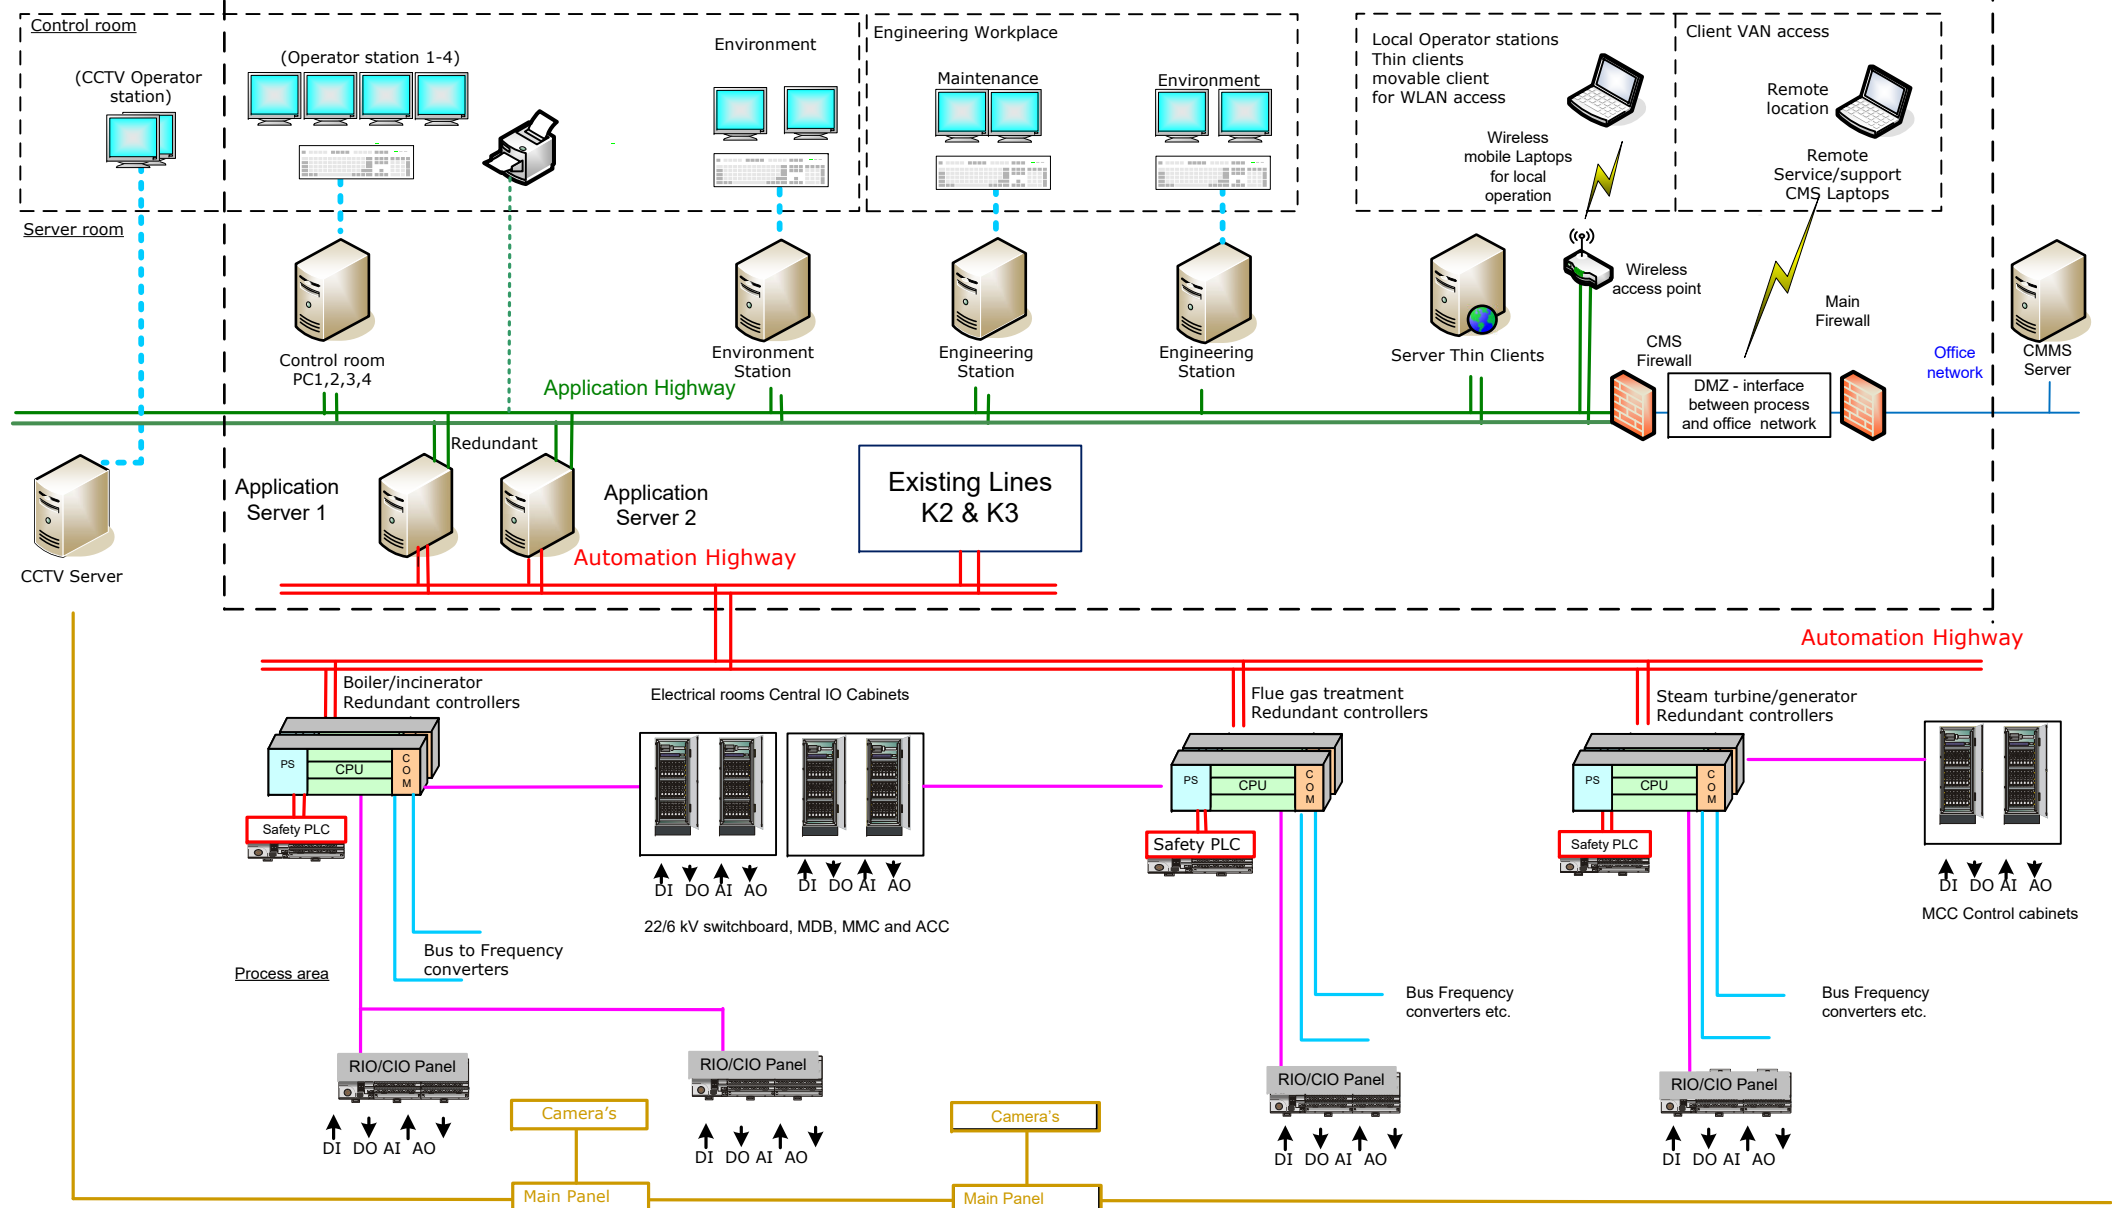 Control room
(CCTV Operator
station)
(Operator station 1-4)
Environment
Engineering Workplace
Maintenance
Environment
Local Operator stations
Thin clients
movable client
for WLAN access
Wireless
mobile Laptops
for local
operation
Client VAN access
Remote
location
Remote
Service/support
CMS Laptops
Server room
Control room
PC1,2,3,4
Environment
Station
Engineering
Station
Engineering
Station
Server Thin Clients
Wireless
access point
CMS
Firewall
Main
Firewall
Office
network
CMMS
Server
DMZ - interface
between process
and office network
Application Highway
Redundant
Application
Server 1
Application
Server 2
Existing Lines
K2 & K3
CCTV Server
Automation Highway
Automation Highway
Boiler/incinerator
Redundant controllers
Electrical rooms Central IO Cabinets
Flue gas treatment
Redundant controllers
Steam turbine/generator
Redundant controllers
PS
CPU
C
O
M
PS
CPU
C
O
M
PS
CPU
C
O
M
Safety PLC
Safety PLC
Safety PLC
DI DO AI AO
DI DO AI AO
DI DO AI AO
22/6 kV switchboard, MDB, MMC and ACC
MCC Control cabinets
Bus to Frequency
converters
Process area
Bus Frequency
converters etc.
Bus Frequency
converters etc.
RIO/CIO Panel
RIO/CIO Panel
RIO/CIO Panel
RIO/CIO Panel
DI DO AI AO
DI DO AI AO
DI DO AI AO
DI DO AI AO
Camera's
Camera's
Main Panel
Main Panel